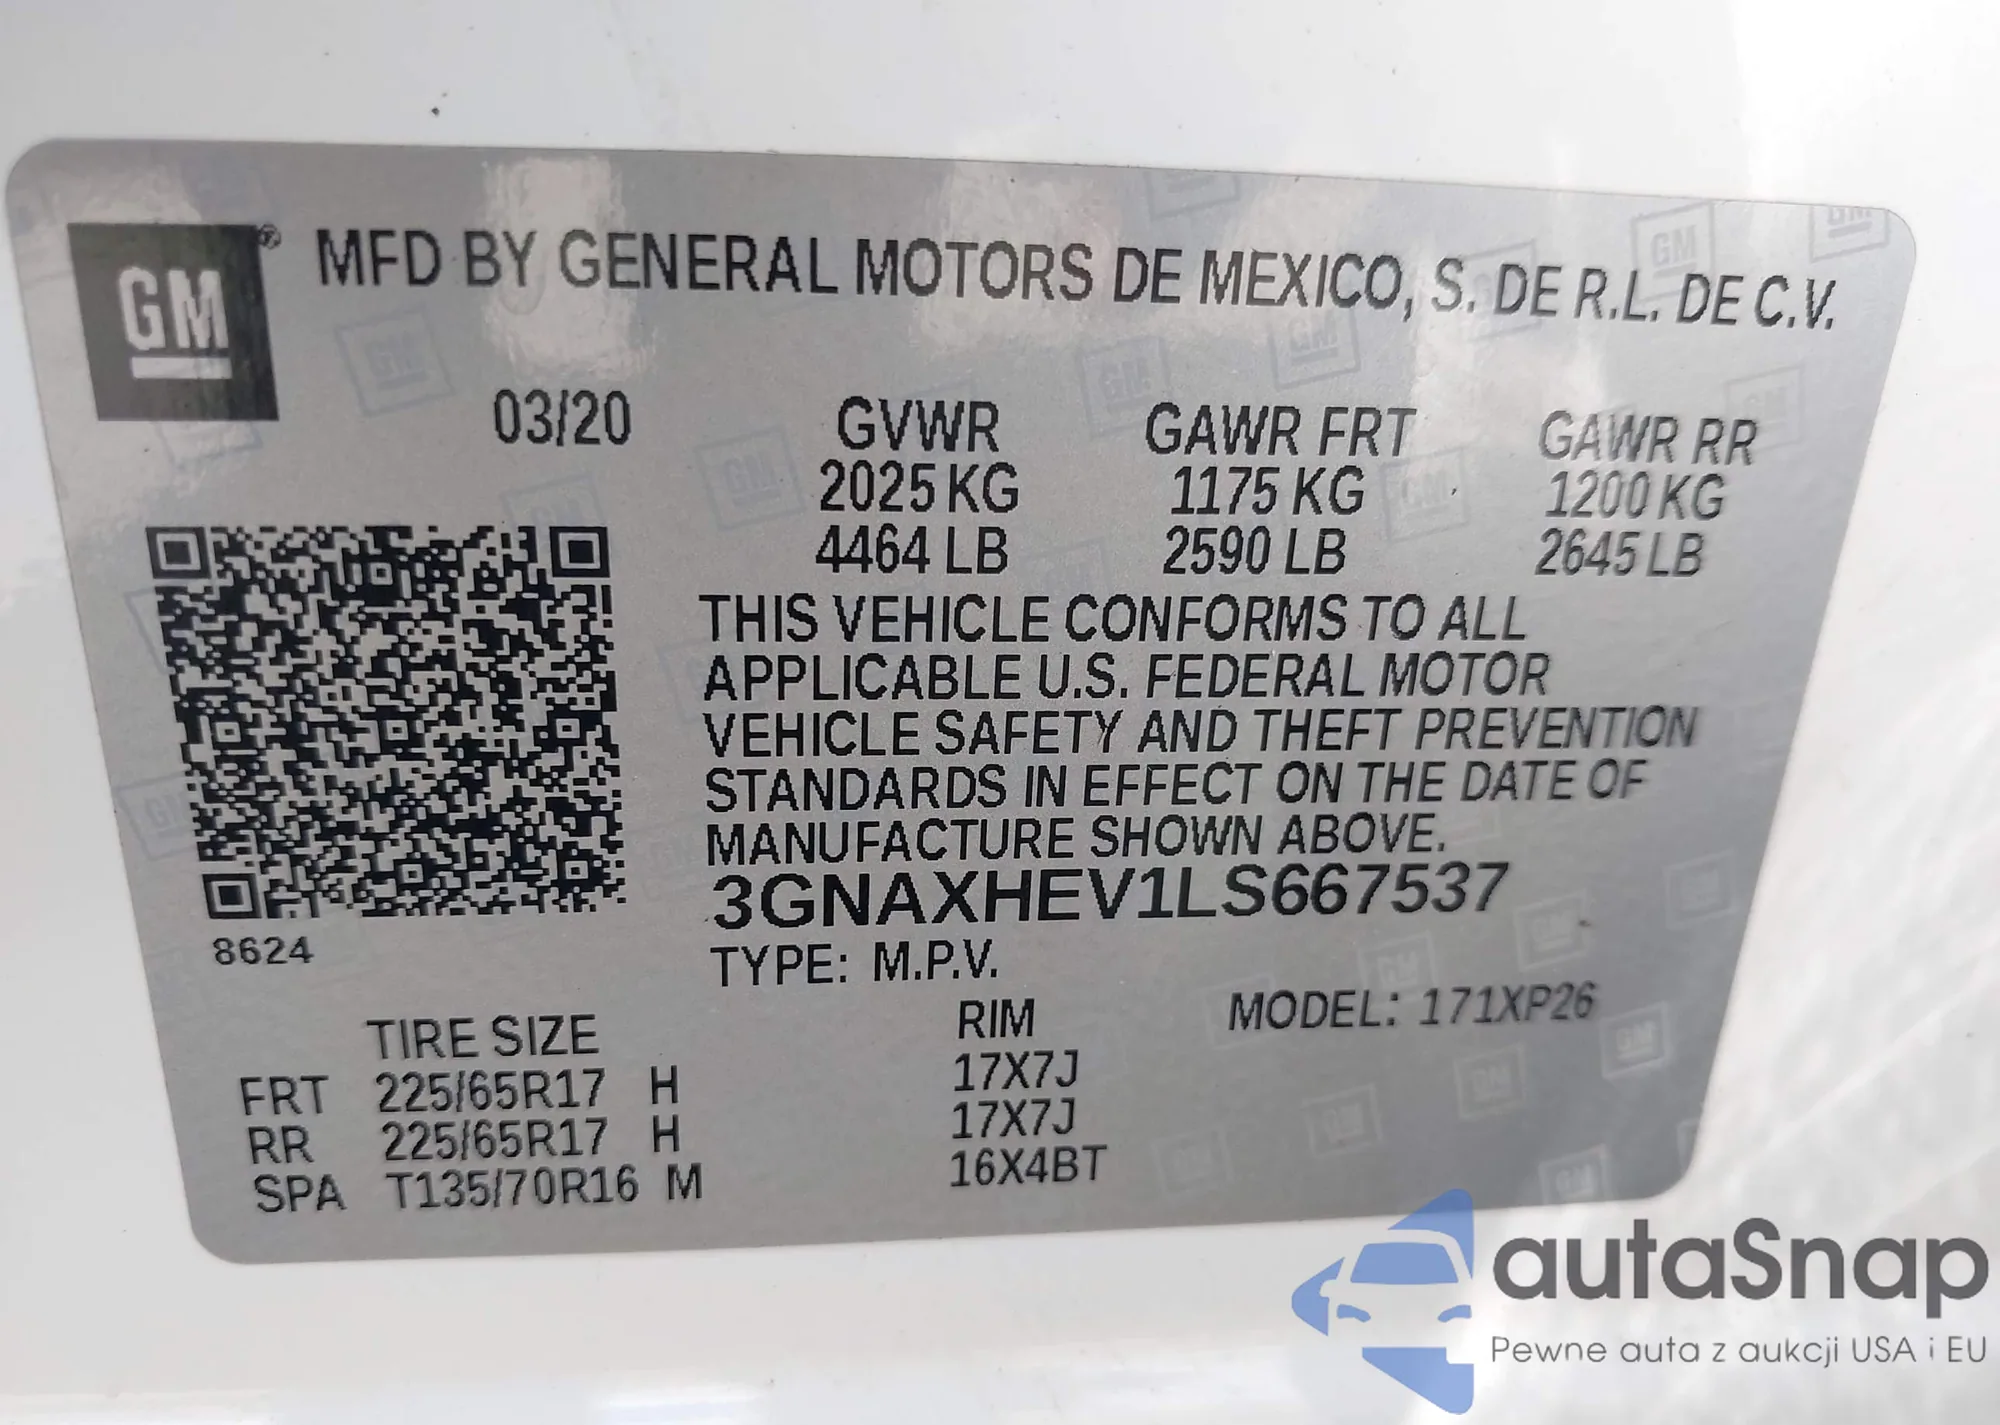 GM® MFD BY GENERAL MOTORS DE MEXICO, S. DE R.L. DE C.V.
03/20 GVWR GAWR FRT GAWR RR
2025 KG 1175 KG 1200 KG
4464 LB 2590 LB 2645 LB
THIS VEHICLE CONFORMS TO ALL
APPLICABLE U.S. FEDERAL MOTOR
VEHICLE SAFETY AND THEFT PREVENTION
STANDARDS IN EFFECT ON THE DATE OF
MANUFACTURE SHOWN ABOVE.
3GNAXHEV1LS667537
8624
TYPE: M.P.V.
TIRE SIZE RIM MODEL: 171XP26
FRT 225/65R17 H 17X7J
RR 225/65R17 H 17X7J
SPA T135/70R16 M 16X4BT
autaSnap
Pewne auta z aukcji USA i EU